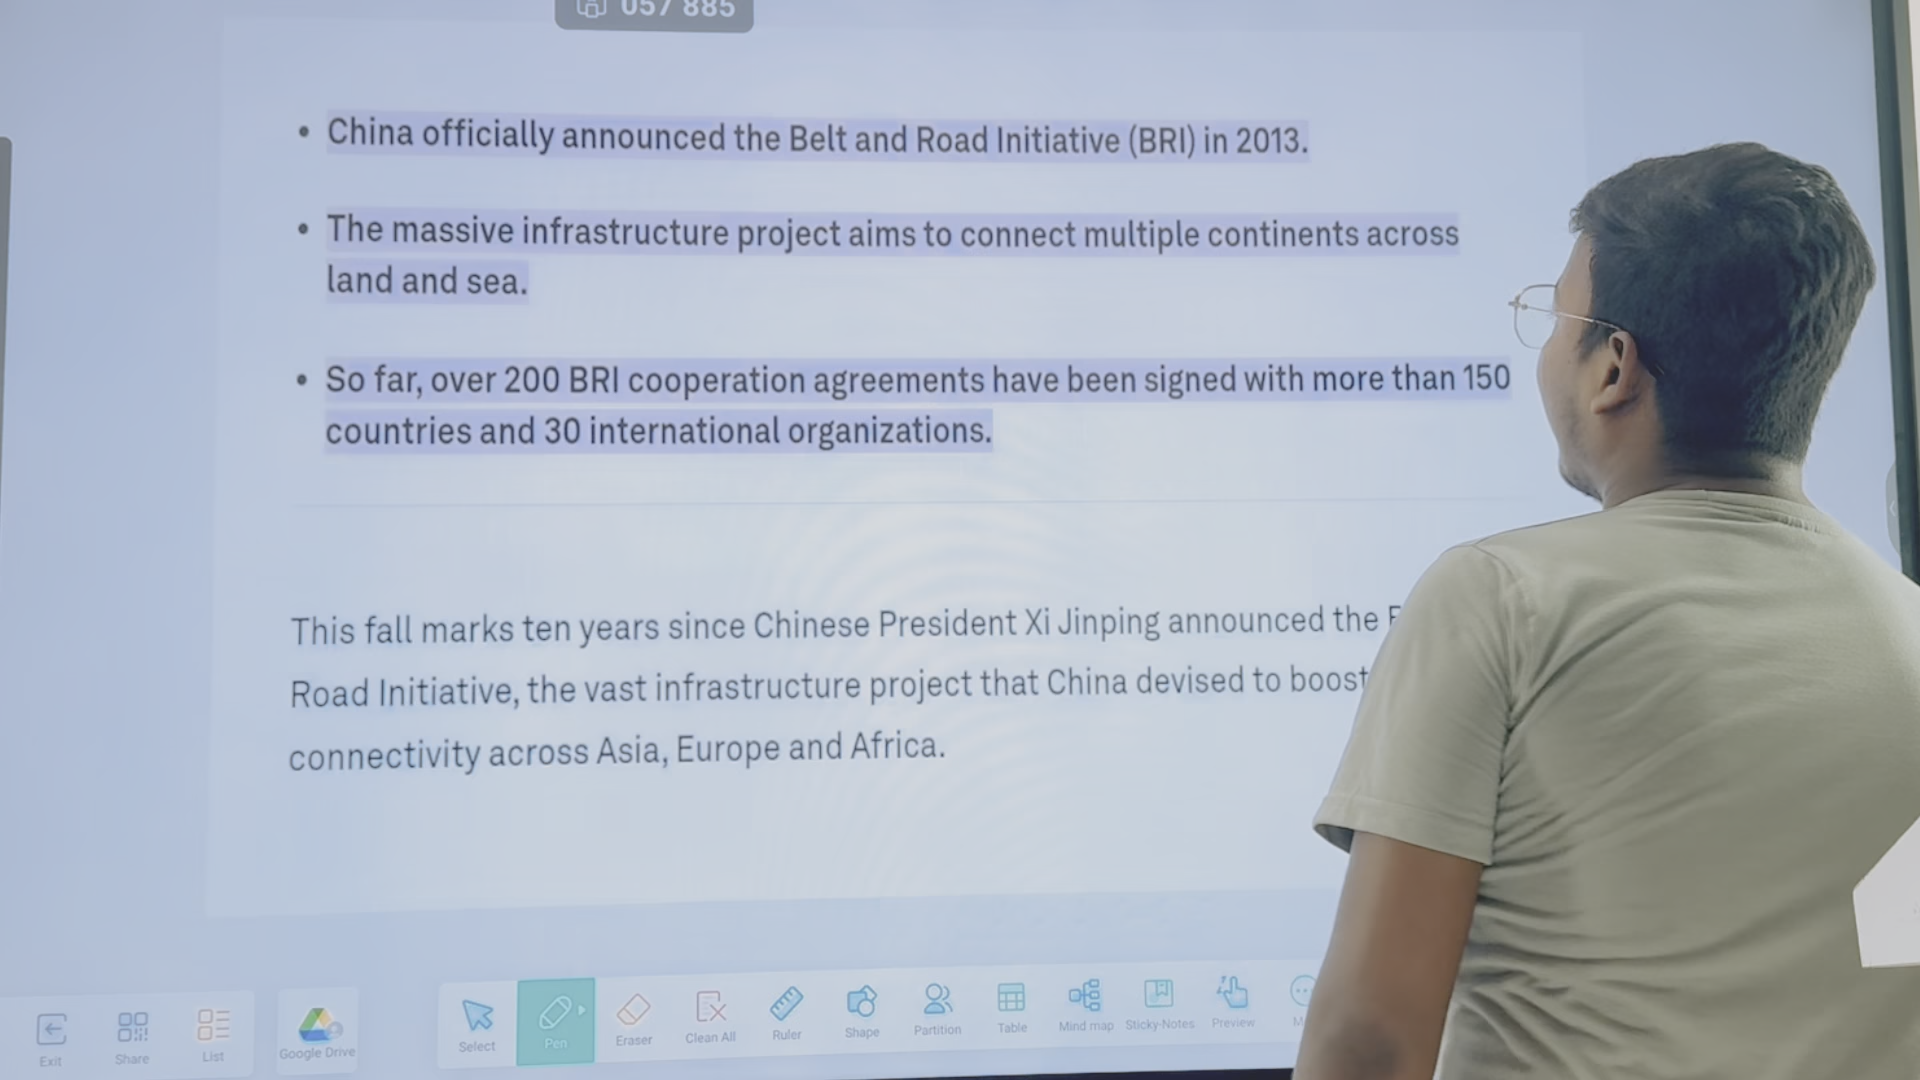 057 885
• China officially announced the Belt and Road Initiative (BRI) in 2013.
• The massive infrastructure project aims to connect multiple continents across
land and sea.
• So far, over 200 BRI cooperation agreements have been signed with more than 150
countries and 30 international organizations.
This fall marks ten years since Chinese President Xi Jinping announced the
Road Initiative, the vast infrastructure project that China devised to boost
connectivity across Asia, Europe and Africa.
Exit
Share
List
Google Drive
Select
Pen
Eraser
Clean All
Ruler
Shape
Partition
Table
Mind map
Sticky-Notes
Preview